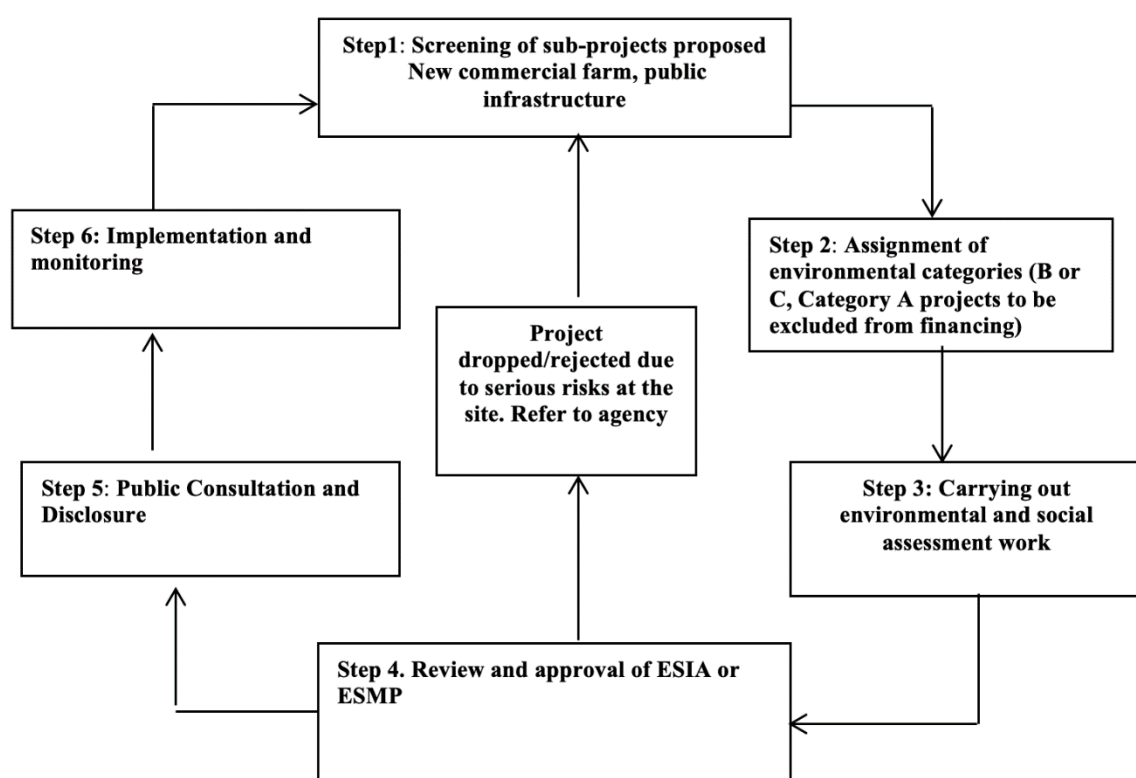 Step1: Screening of sub-projects proposed
New commercial farm, public
infrastructure
Step 2: Assignment of
environmental categories (B or
C, Category A projects to be
excluded from financing)
Step 3: Carrying out
environmental and social
assessment work
Step 4. Review and approval of ESIA or
ESMP
Project
dropped/rejected due
to serious risks at the
site. Refer to agency
Step 5: Public Consultation and
Disclosure
Step 6: Implementation and
monitoring